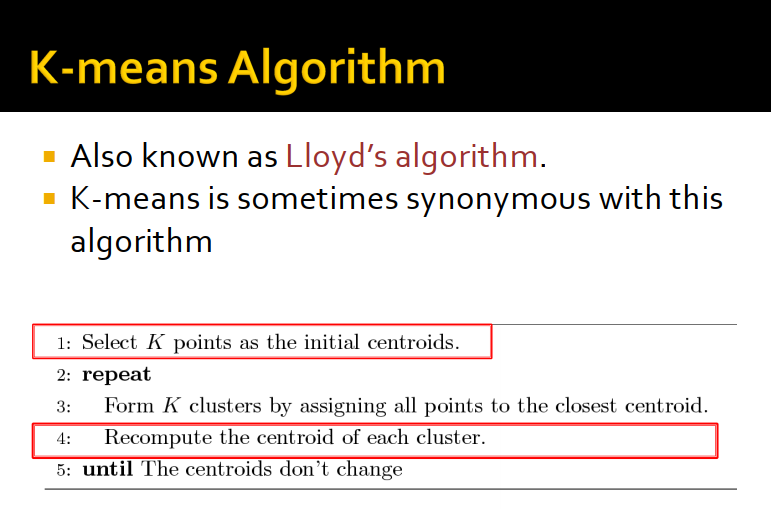 K-means Algorithm
Also known as Lloyd's algorithm.
K-means is sometimes synonymous with this
algorithm
1: Select K points as the initial centroids.
2: repeat
3: Form K clusters by assigning all points to the closest centroid.
4: Recompute the centroid of each cluster.
5: until The centroids don't change